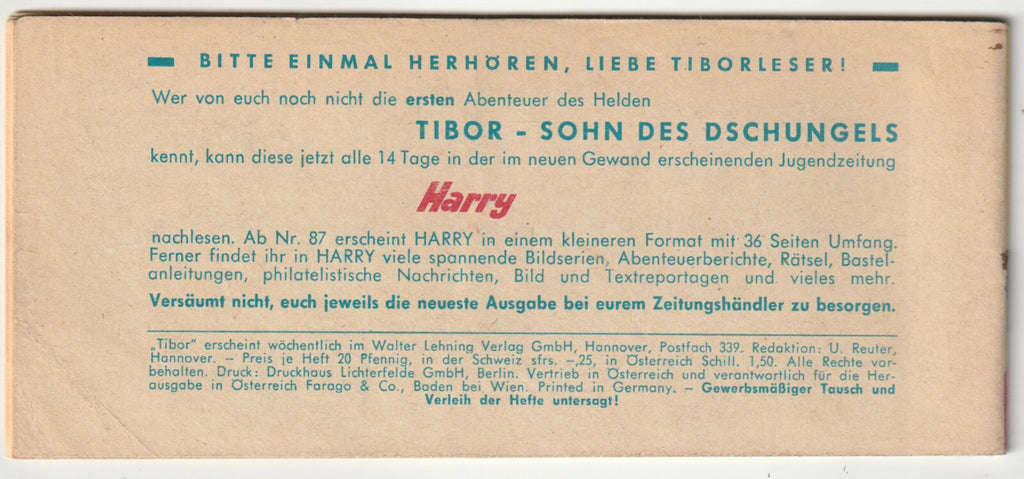 BITTE EINMAL HERHÖREN, LIEBE TIBORLESER!
Wer von euch noch nicht die ersten Abenteuer des Helden
TIBOR - SOHN DES DSCHUNGELS
kennt, kann diese jetzt alle 14 Tage in der im neuen Gewand erscheinenden Jugendzeitung
Harry
nachlesen. Ab Nr. 87 erscheint HARRY in einem kleineren Format mit 36 Seiten Umfang.
Ferner findet ihr in HARRY viele spannende Bildserien, Abenteuerberichte, Rätsel, Bastel-
anleitungen, philatelistische Nachrichten, Bild und Textreportagen und vieles mehr.
Versäumt nicht, euch jeweils die neueste Ausgabe bei eurem Zeitungshändler zu besorgen.
„Tibor" erscheint wöchentlich im Walter Lehning Verlag GmbH, Hannover, Postfach 339. Redaktion: U. Reuter,
Hannover. – Preis je Heft 20 Pfennig, in der Schweiz sfrs. –,25, in Österreich Schill. 1,50. Alle Rechte vor-
behalten. Druck: Druckhaus Lichterfelde GmbH, Berlin. Vertrieb in Österreich und verantwortlich für die Her-
ausgabe in Österreich Farago & Co., Baden bei Wien. Printed in Germany. – Gewerbsmäßiger Tausch und
Verleih der Hefte untersagt!